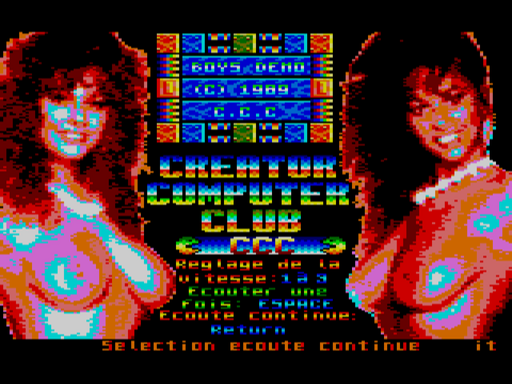 BOYS DEMO
(C) 1989
C.C.C
CREATOR
COMPUTER
CLUB
CCC
Reglage de la
vitesse:1 a 9
Ecouter une
fois: ESPACE
Ecoute continue:
Return
Selection ecoute continue it